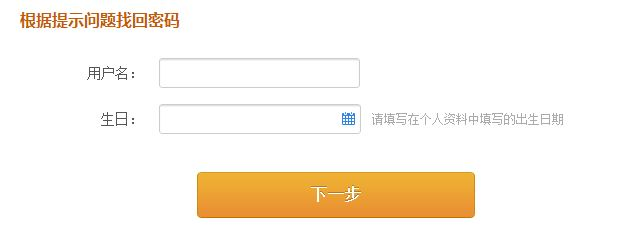 根据提示问题找回密码
用户名：
生日： 请填写在个人资料中填写的出生日期
下一步